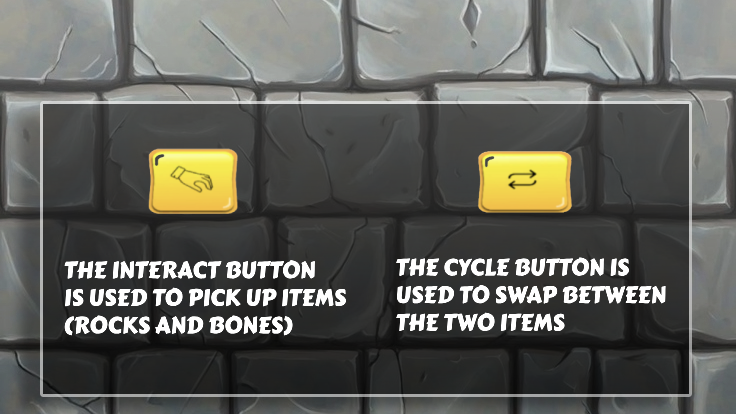 THE INTERACT BUTTON
IS USED TO PICK UP ITEMS
(ROCKS AND BONES)
THE CYCLE BUTTON IS
USED TO SWAP BETWEEN
THE TWO ITEMS